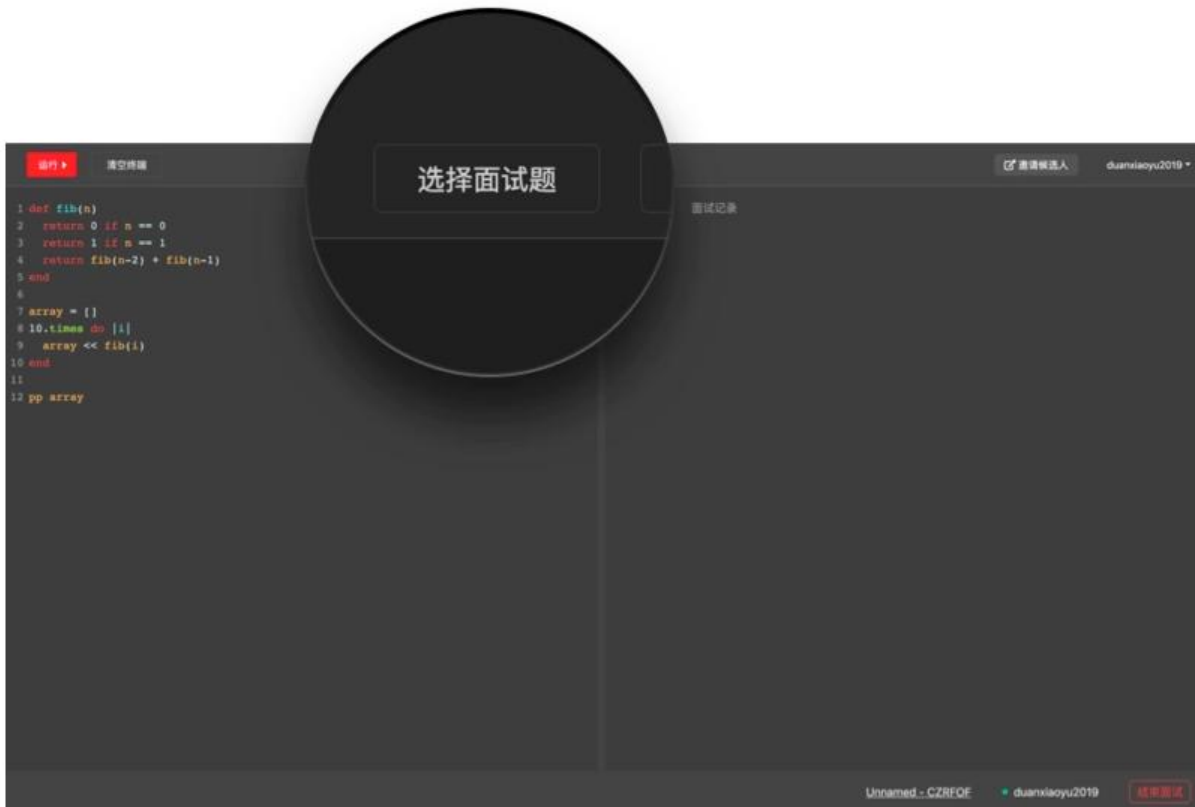 选择面试题
运行
清空终端
邀请候选人
duanxiaoyu2019
1 def fib(n)
2   return 0 if n == 0
3   return 1 if n == 1
4   return fib(n-2) + fib(n-1)
5 end
6
7 array = []
8 10.times do |i|
9   array << fib(i)
10 end
11
12 pp array
面试记录
Unnamed - CZRFOF
duanxiaoyu2019
结束面试